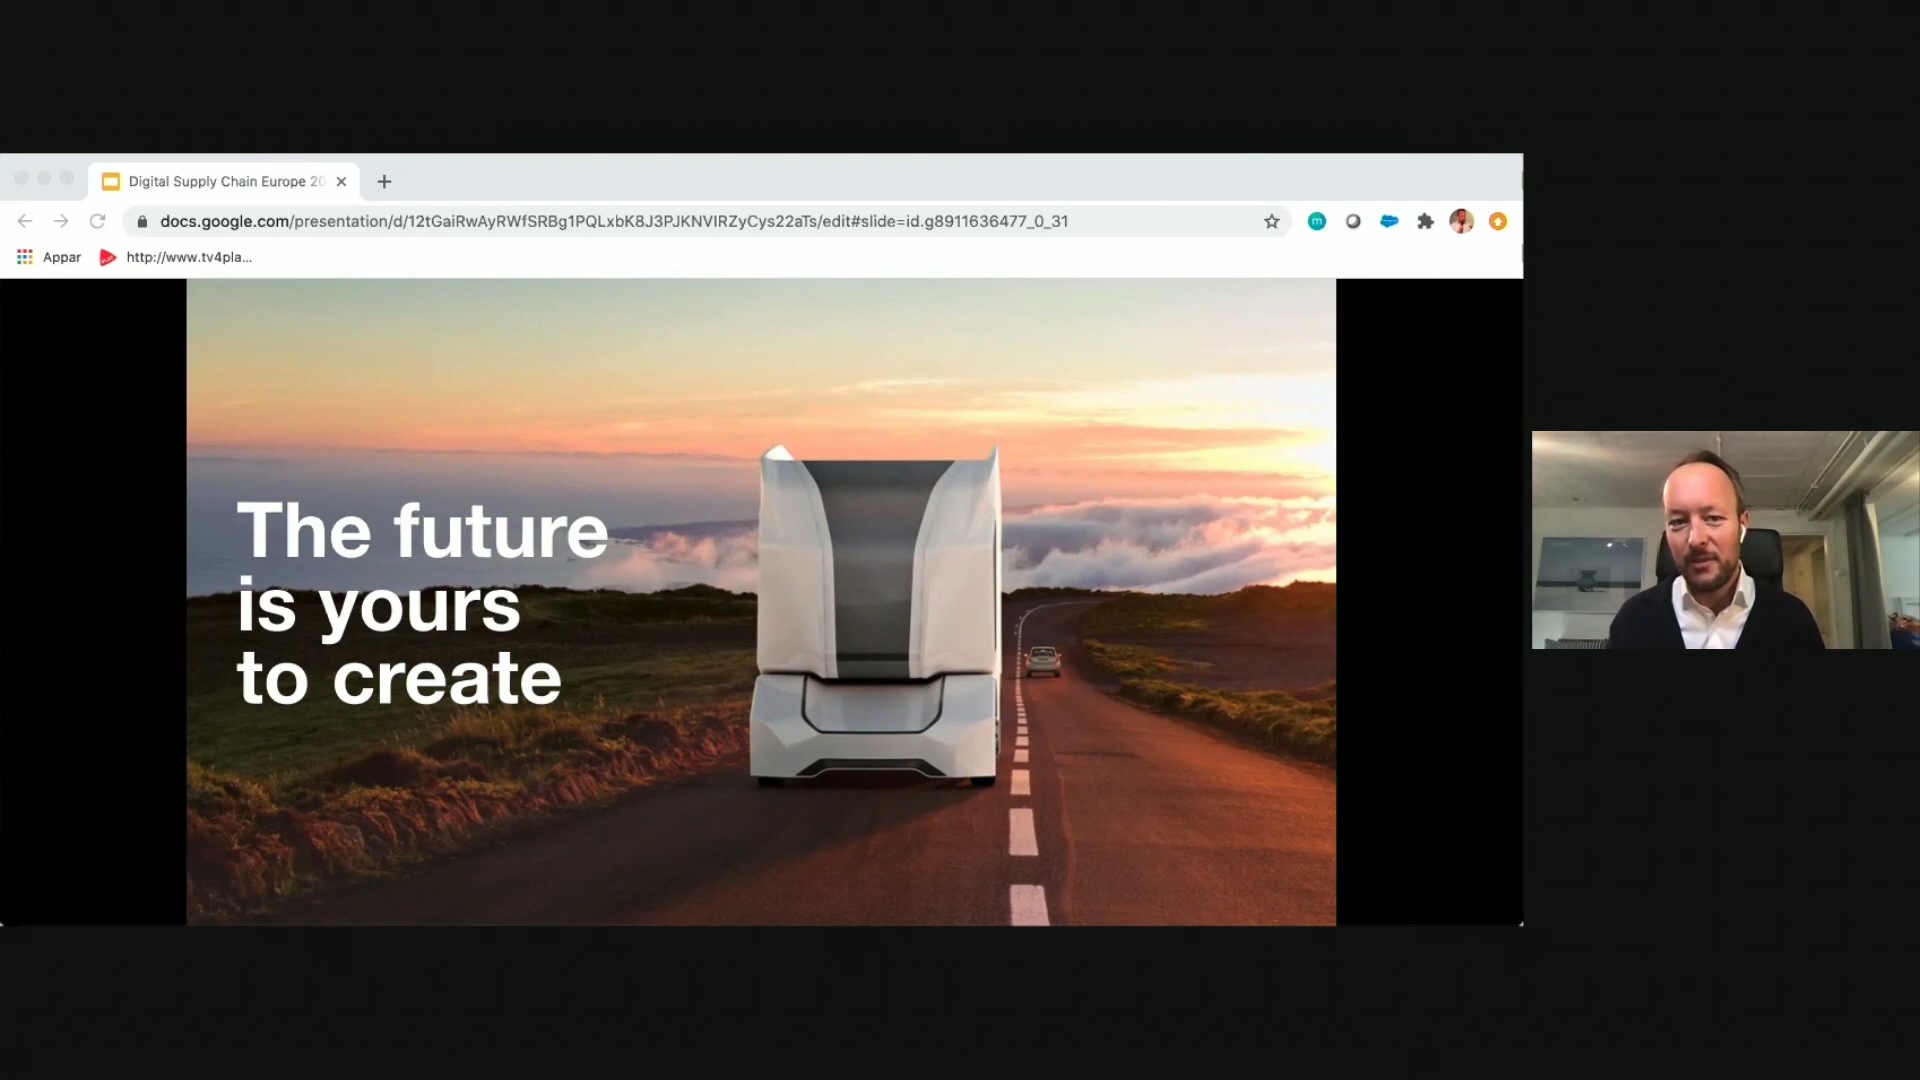 Digital Supply Chain Europe 20
docs.google.com/presentation/d/12tGaiRwAyRWfSRBg1PQLxbK8J3PJKNVIRZyCys22aTs/edit#slide=id.g8911636477_0_31
m
Appar
http://www.tv4pla...
The future
is yours
to create